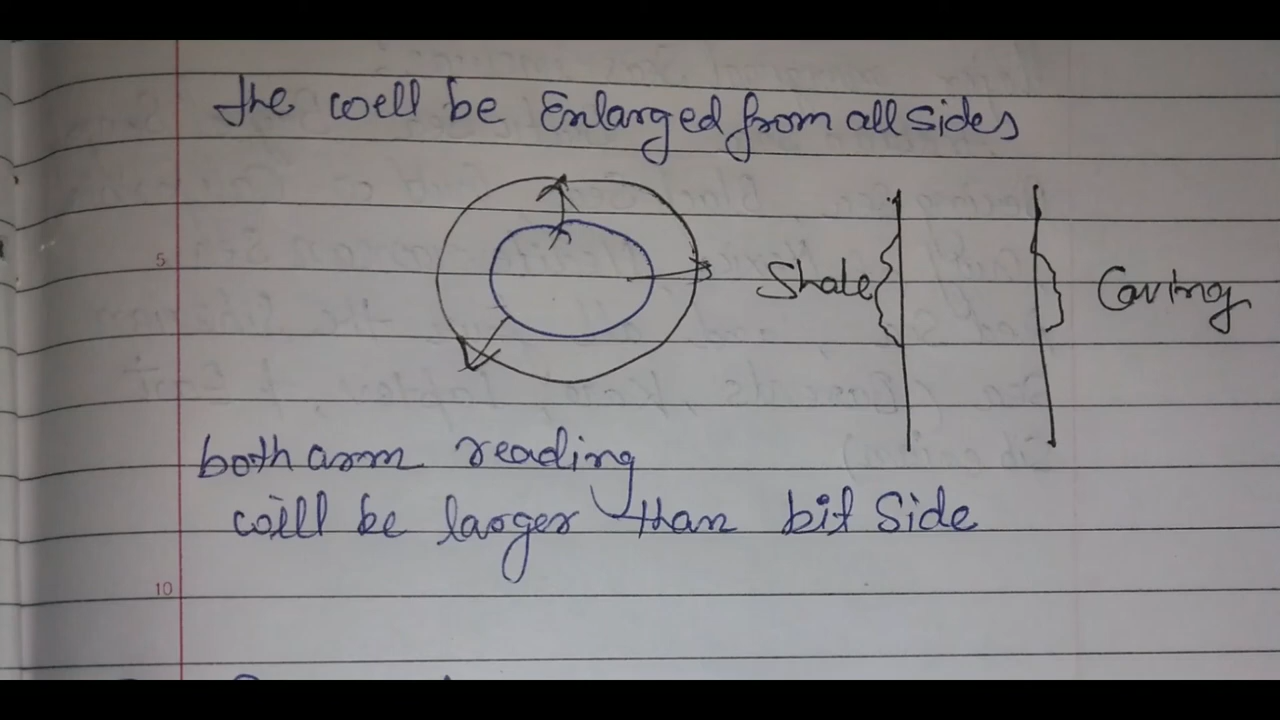 the well be Enlarged from all sides
5
Shale
Caving
both arm reading
will be larger than bit Side
10